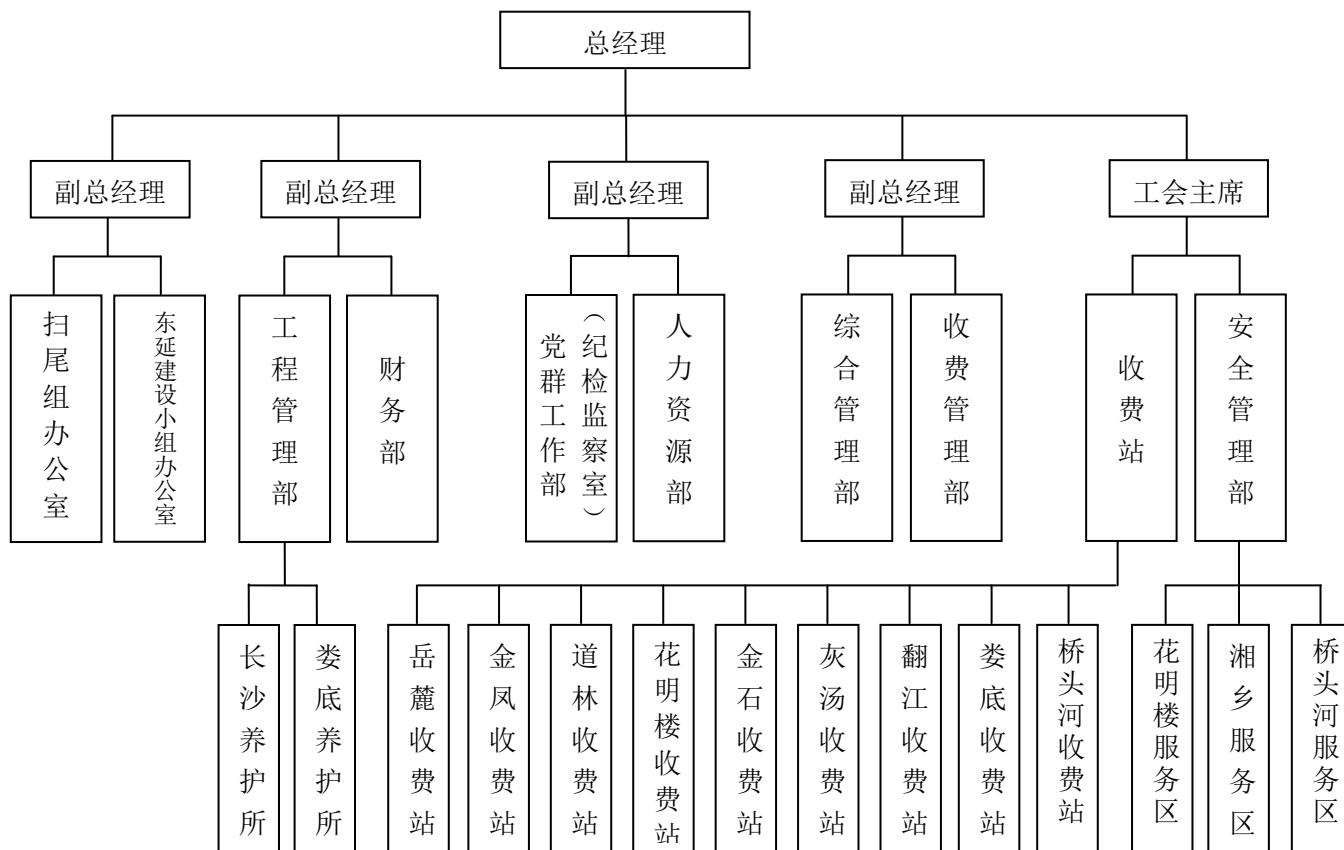 总经理
副总经理
副总经理
副总经理
副总经理
工会主席
扫尾组办公室
东延建设小组办公室
工程管理部
财务部
党群工作部
（纪检监察室）
人力资源部
综合管理部
收费管理部
收费站
安全管理部
长沙养护所
娄底养护所
岳麓收费站
金凤收费站
道林收费站
花明楼收费站
金石收费站
灰汤收费站
翻江收费站
娄底收费站
桥头河收费站
花明楼服务区
湘乡服务区
桥头河服务区